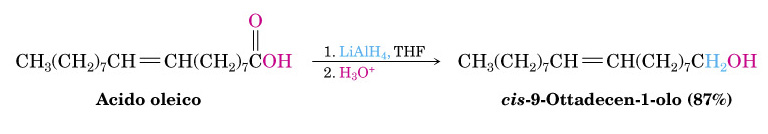 O
CH₃(CH₂)₇CH=CH(CH₂)₇COH 1. LiAlH₄, THF CH₃(CH₂)₇CH=CH(CH₂)₇CH₂OH
2. H₃O⁺
Acido oleico cis-9-Ottadecen-1-olo (87%)